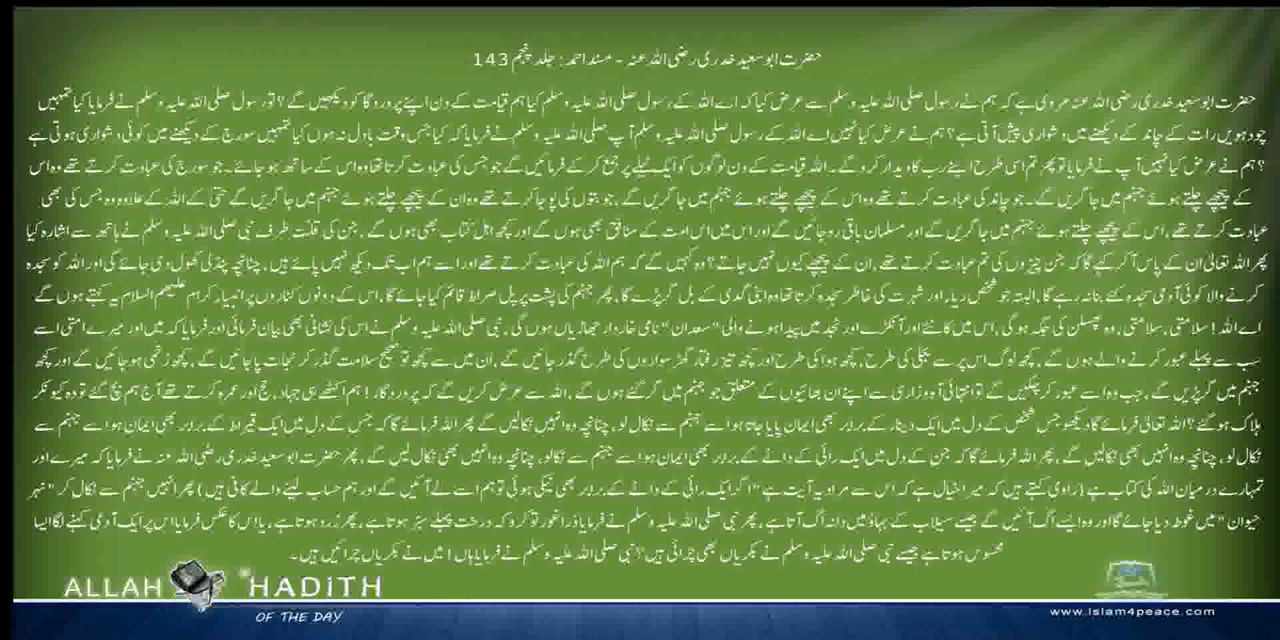 حضرت ابوسعید خدری رضی اللہ عنہ - مسند احمد: جلد پنجم 143
حضرت ابوسعید خدری رضی اللہ عنہ مروی ہے کہ ہم نے رسول صلی اللہ علیہ وسلم سے عرض کیا کہ اے اللہ کے رسول صلی اللہ علیہ وسلم کیا ہم قیامت کے دن اپنے پروردگا کو دیکھیں گے؟ تو رسول صلی اللہ علیہ وسلم نے فرمایا کیا تمہیں
چودہویں رات کے چاند کے دیکھنے میں دشواری پیش آتی ہے؟ ہم نے عرض کیا نہیں اے اللہ کے رسول صلی اللہ علیہ وسلم آپ صلی اللہ علیہ وسلم نے فرمایا کہ کیا جس وقت بادل نہ ہوں کیا تمہیں سورج کے دیکھنے میں کوئی دشواری ہوتی ہے
؟ ہم نے عرض کیا نہیں آپ نے فرمایا تو پھر تم اسی طرح اپنے رب کا دیدار کرو گے۔ اللہ قیامت کے دن لوگوں کو ایک ٹیلے پر جمع کر کے فرمائیں گے جو جس کی عبادت کرتا تھا وہ اس کے ساتھ ہو جائے۔ جو سورج کی عبادت کرتے تھے وہ اس
کے پیچھے چلتے ہوئے جہنم میں جا گریں گے۔ جو چاند کی عبادت کرتے تھے وہ اس کے پیچھے چلتے ہوئے جہنم میں جا گریں گے، جو بتوں کی پوجا کرتے تھے وہ ان کے پیچھے چلتے ہوئے جہنم میں جا گریں گے حتیٰ کے اللہ کے علاوہ وہ جس کی بھی
عبادت کرتے تھے، اس کے پیچھے چلتے ہوئے جہنم میں جا گریں گے اور مسلمان باقی رہ جائیں گے اور اس میں اس امت کے منافق بھی ہوں گے اور کچھ اہل کتاب بھی ہوں گے، جن کی قلت طرف نبی صلی اللہ علیہ وسلم نے ہاتھ سے اشارہ کیا
پھر اللہ تعالیٰ ان کے پاس آ کر کہے گا کہ جن چیزوں کی تم عبادت کرتے تھے، ان کے پیچھے کیوں نہیں جاتے؟ وہ کہیں گے کہ ہم اللہ کی عبادت کرتے تھے اور اسے ہم اب تک دیکھ نہیں پائے ہیں، چنانچہ پنڈلی کھول دی جائے گی اور اللہ کو سجدہ
کرنے والا کوئی آدمی سجدہ کئے بنا نہ رہے گا، البتہ جو شخص ریاء اور شہرت کی خاطر سجدہ کرتا تھا وہ اپنی گدی کے بل گر پڑے گا، پھر جہنم کی پشت پر پل صراط قائم کیا جائے گا، اس کے دونوں کناروں پر انبیاء کرام علیہم السلام یہ کہتے ہوں گے
اے اللہ! سلامتی، سلامتی، وہ پھسلن کی جگہ ہوگی، اس میں کانٹے اور آنکڑے اور نجد میں پیدا ہونے والی "سعدان" نامی خاردار جھاڑیاں ہوں گی، نبی صلی اللہ علیہ وسلم نے اس کی نشانی بھی بیان فرمائی اور فرمایا کہ میں اور میرے امتی اسے
سب سے پہلے عبور کرنے والے ہوں گے، کچھ لوگ اس پر سے بجلی کی طرح، کچھ ہوا کی طرح اور کچھ تیز رفتار گھڑ سواروں کی طرح گذر جائیں گے، ان میں سے کچھ تو صحیح سلامت گذر کر نجات پا جائیں گے، کچھ زخمی ہو جائیں گے اور کچھ
جہنم میں گر پڑیں گے، جب وہ اسے عبور کر چکیں گے تو انتہائی آہ وزاری سے اپنے ان بھائیوں کے متعلق جو جہنم میں گر گئے ہوں گے، اللہ سے عرض کریں گے کہ پروردگار! ہم اکٹھے ہی جہاد، حج اور عمرہ کرتے تھے آج ہم بچ گئے تو وہ کیونکر
ہلاک ہو گئے؟ اللہ تعالیٰ فرمائے گا دیکھو جس شخص کے دل میں ایک دینار کے برابر بھی ایمان پایا جاتا ہو اسے جہنم سے نکال لو، چنانچہ وہ انہیں نکالیں گے پھر اللہ فرمائے گا کہ جس کے دل میں ایک قیراط کے برابر بھی ایمان ہو اسے جہنم سے
نکال لو، چنانچہ وہ انہیں بھی نکالیں گے، پھر اللہ فرمائے گا کہ جن کے دل میں ایک رائی کے دانے کے برابر بھی ایمان ہو اسے جہنم سے نکالو، چنانچہ وہ انہیں بھی نکال لیں گے، پھر حضرت ابوسعید خدری رضی اللہ عنہ نے فرمایا کہ میرے اور
تمہارے درمیان اللہ کی کتاب ہے (راوی کہتے ہیں کہ میرا خیال ہے کہ اس سے مراد یہ آیت ہے "اگر ایک رائی کے دانے کے برابر بھی نیکی ہوئی تو ہم اسے لے آئیں گے اور ہم حساب لینے والے کافی ہیں) پھر انہیں جہنم سے نکال کر "نہر
حیوان" میں غوطہ دیا جائے گا اور وہ ایسے اگ آئیں گے جیسے سیلاب کے بہاؤ میں دانہ اگ آتا ہے، پھر نبی صلی اللہ علیہ وسلم نے فرمایا ذرا غور تو کرو کہ درخت پہلے سبز ہوتا ہے، پھر زرد ہوتا ہے، یا اس کا عکس فرمایا اس پر ایک آدمی کہنے لگا ایسا
محسوس ہوتا ہے جیسے نبی صلی اللہ علیہ وسلم نے بکریاں بھی چرائی ہیں؟ نبی صلی اللہ علیہ وسلم نے فرمایا ہاں! میں نے بکریاں چرائیں ہیں۔
ALLAH HADITH
OF THE DAY
www.islam4peace.com